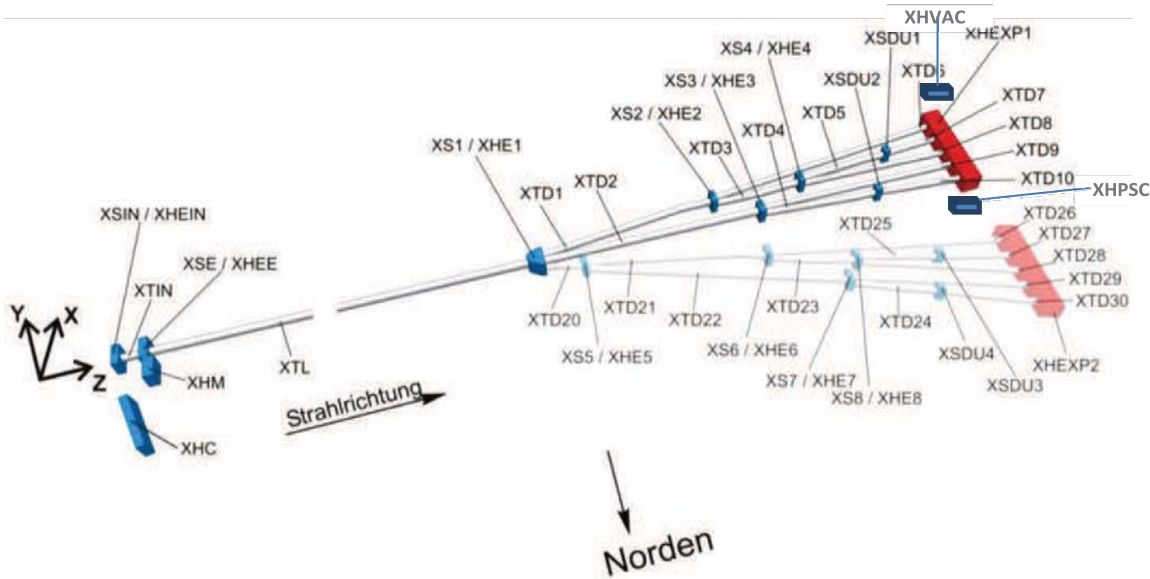 XHVAC
XSDU1
XHEXP1
XS4 / XHE4
XS3 / XHE3
XSDU2
XTD6
XTD7
XS2 / XHE2
XTD5
XTD8
XTD4
XTD9
XS1 / XHE1
XTD3
XTD10
XTD2
XTD1
XHPSC
XSIN / XHEIN
XTD26
XTD25
XTD27
XSE / XHEE
XTD28
XTIN
XTD29
XTD30
XTD20
XTD21
XTD22
XTD23
XTD24
Y
X
Z
XTL
XHM
XS5 / XHE5
XS6 / XHE6
XSDU4
XHEXP2
XS7 / XHE7
XSDU3
XS8 / XHE8
Strahlrichtung
XHC
Norden